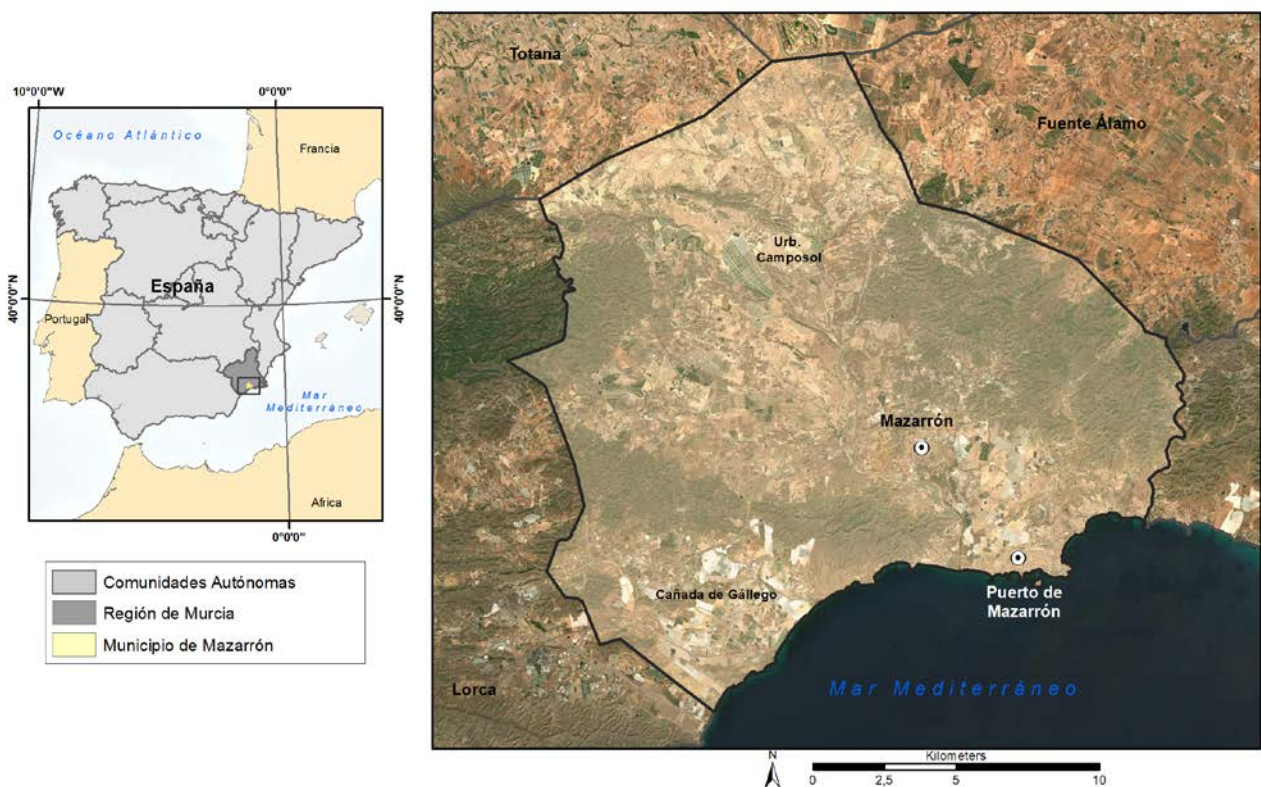 10°0'0"W
0°0'0"
Océano Atlántico
Francia
España
40°0'0"N
40°0'0"N
Portugal
Mar
Mediterráneo
Africa
0°0'0"
Comunidades Autónomas
Región de Murcia
Municipio de Mazarrón
Totana
Fuente Álamo
Urb.
Camposol
Mazarrón
Cañada de Gállego
Puerto de
Mazarrón
Lorca
Mar Mediterráneo
N
Kilometers
0 2,5 5 10